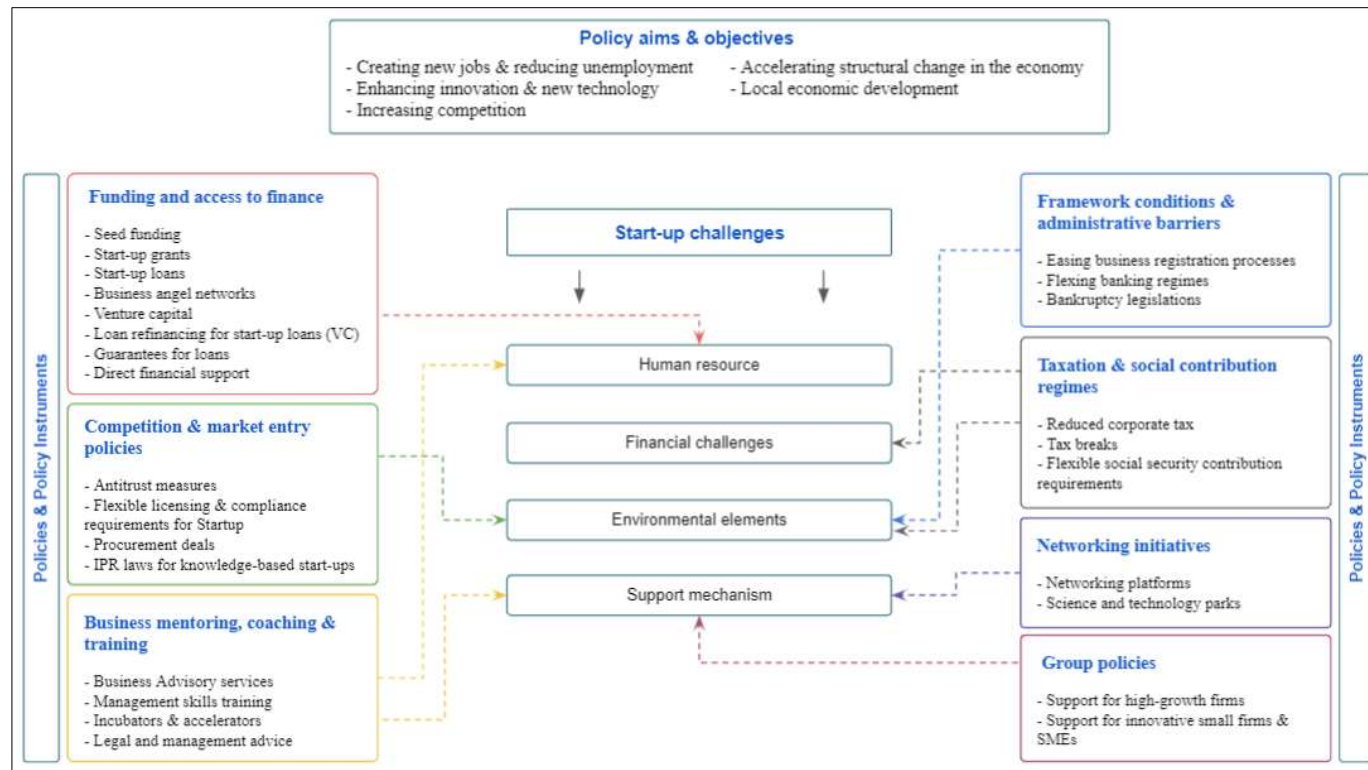 Policy aims & objectives
- Creating new jobs & reducing unemployment
- Enhancing innovation & new technology
- Increasing competition
- Accelerating structural change in the economy
- Local economic development
Policies & Policy Instruments
Funding and access to finance
- Seed funding
- Start-up grants
- Start-up loans
- Business angel networks
- Venture capital
- Loan refinancing for start-up loans (VC)
- Guarantees for loans
- Direct financial support
Competition & market entry
policies
- Antitrust measures
- Flexible licensing & compliance
requirements for Startup
- Procurement deals
- IPR laws for knowledge-based start-ups
Business mentoring, coaching &
training
- Business Advisory services
- Management skills training
- Incubators & accelerators
- Legal and management advice
Start-up challenges
Human resource
Financial challenges
Environmental elements
Support mechanism
Framework conditions &
administrative barriers
- Easing business registration processes
- Flexing banking regimes
- Bankruptcy legislations
Taxation & social contribution
regimes
- Reduced corporate tax
- Tax breaks
- Flexible social security contribution
requirements
Networking initiatives
- Networking platforms
- Science and technology parks
Group policies
- Support for high-growth firms
- Support for innovative small firms &
SMEs
Policies & Policy Instruments